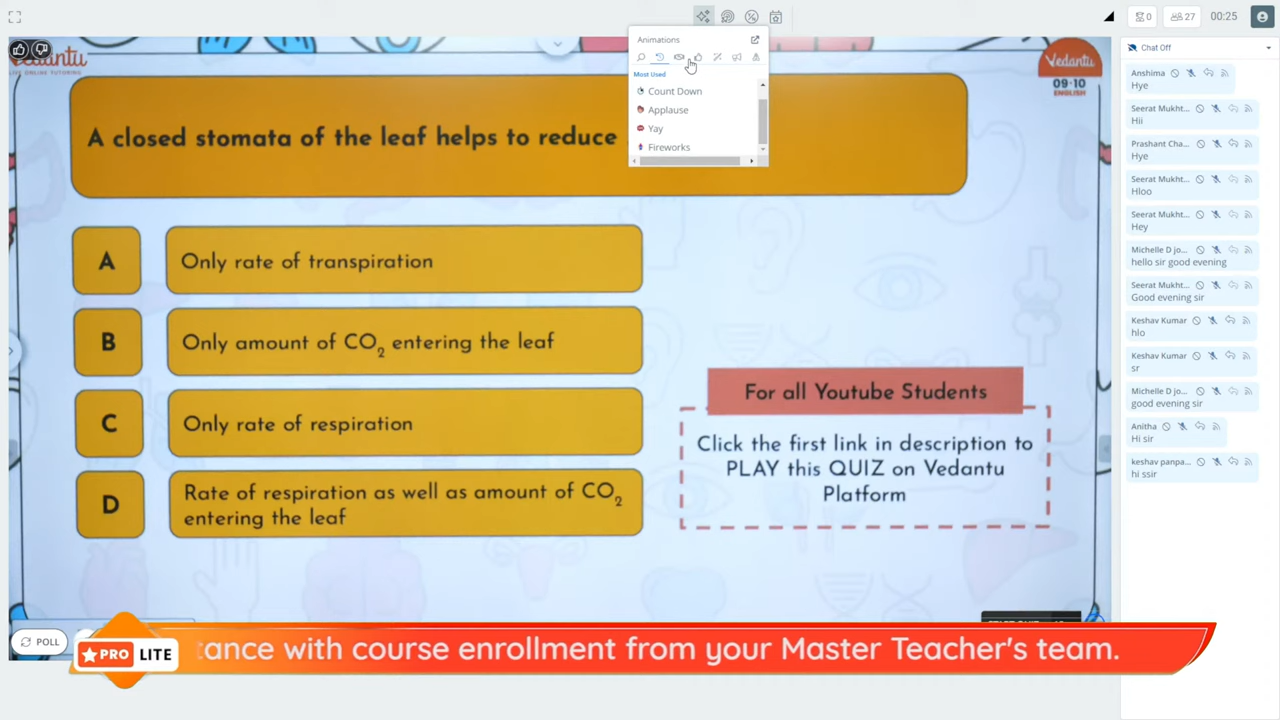 0
27
00:25
Animations
Most Used
Count Down
Applause
Yay
Fireworks
Vedantu
LIVE ONLINE TUTORING
Vedantu
09-10
ENGLISH
A closed stomata of the leaf helps to reduce
A
Only rate of transpiration
B
Only amount of CO2 entering the leaf
C
Only rate of respiration
D
Rate of respiration as well as amount of CO2
entering the leaf
For all Youtube Students
Click the first link in description to
PLAY this QUIZ on Vedantu
Platform
POLL
PRO LITE
tance with course enrollment from your Master Teacher's team.
Chat Off
Anshima
Hye
Seerat Mukht...
Hii
Prashant Cha...
Hye
Seerat Mukht...
Hloo
Seerat Mukht...
Hey
Michelle D jo...
hello sir good evening
Seerat Mukht...
Good evening sir
Keshav Kumar
hlo
Keshav Kumar
sr
Michelle D jo...
good evening sir
Anitha
Hi sir
keshav panpa...
hi ssir